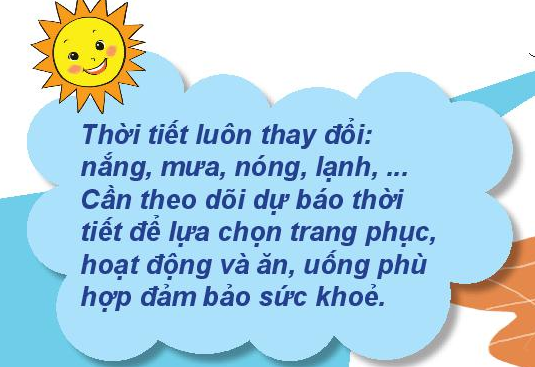 Thời tiết luôn thay đổi:
nắng, mưa, nóng, lạnh, ...
Cần theo dõi dự báo thời
tiết để lựa chọn trang phục,
hoạt động và ăn, uống phù
hợp đảm bảo sức khoẻ.